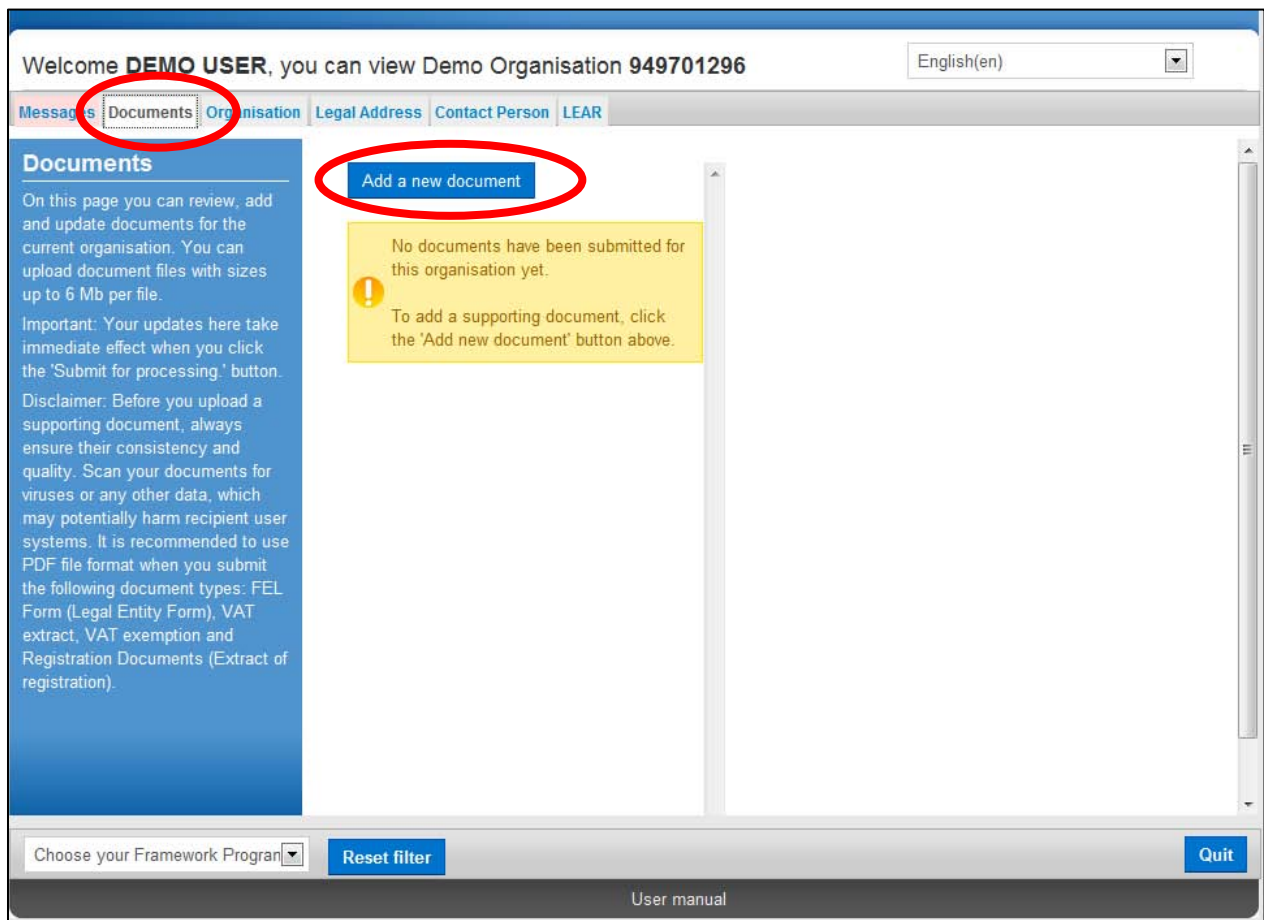 Welcome DEMO USER, you can view Demo Organisation 949701296
English(en)
Messages Documents Organisation Legal Address Contact Person LEAR
Documents
On this page you can review, add
and update documents for the
current organisation. You can
upload document files with sizes
up to 6 Mb per file.
Important: Your updates here take
immediate effect when you click
the 'Submit for processing.' button.
Disclaimer: Before you upload a
supporting document, always
ensure their consistency and
quality. Scan your documents for
viruses or any other data, which
may potentially harm recipient user
systems. It is recommended to use
PDF file format when you submit
the following document types: FEL
Form (Legal Entity Form), VAT
extract, VAT exemption and
Registration Documents (Extract of
registration).
Add a new document
No documents have been submitted for
this organisation yet.
To add a supporting document, click
the 'Add new document' button above.
Choose your Framework Progran
Reset filter
Quit
User manual